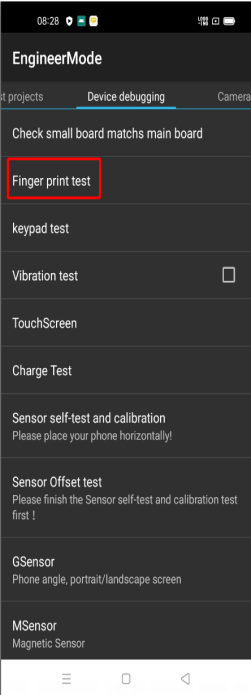 08:28
EngineerMode
st projects Device debugging Camera
Check small board matchs main board
Finger print test
keypad test
Vibration test
TouchScreen
Charge Test
Sensor self-test and calibration
Please place your phone horizontally!
Sensor Offset test
Please finish the Sensor self-test and calibration test
first！
GSensor
Phone angle, portrait/landscape screen
MSensor
Magnetic Sensor